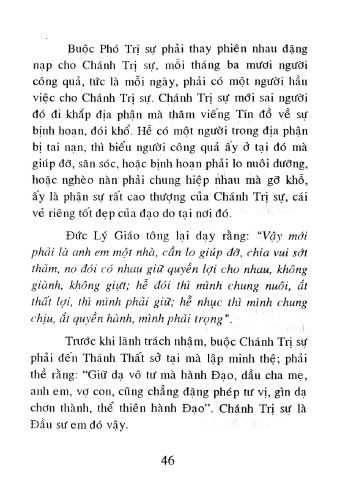 Buộc Phó Trị sự phải thay phiên nhau đặng
nạp cho Chánh Trị sự, mỗi tháng ba mươi người
công quả, tức là mỗi ngày, phải có một người hầu
việc cho Chánh Trị sự. Chánh Trị sự mới sai người
đó đi khắp địa phận mà thăm viếng Tín đồ về sự
bịnh hoạn, đói khổ. Hễ có một người trong địa phận
bị tai nạn, thì biểu người công quả ấy ở tại đó mà
giúp đỡ, săn sóc, hoặc bịnh hoạn phải lo nuôi dưỡng,
hoặc nghèo nàn phải chung hiệp nhau mà gỡ khổ,
ấy là phận sự rất cao thượng của Chánh Trị sự, cái
vẻ riêng tốt đẹp của đạo do tại nơi đó.
Đức Lý Giáo tông lại dạy rằng: "Vậy mới
phải là anh em một nhà, cần lo giúp đỡ, chia vui sớt
thảm, no đói có nhau giữ quyền lợi cho nhau, không
giành, không giựt; hễ đói thì mình chung nuôi, ắt
thất lợi, thì mình phải giữ; hễ nhục thì mình chung
chịu, ắt quyền hành, mình phải trọng".
Trước khi lãnh trách nhậm, buộc Chánh Trị sự
phải đến Thánh Thất sở tại mà lập minh thệ; phải
thề rằng: "Giữ dạ vô tư mà hành Đạo, dầu cha mẹ,
anh em, vợ con, cũng chẳng đặng phép tư vị, gìn dạ
chơn thành, thể thiên hành Đạo". Chánh Trị sự là
Đầu sư em đó vậy.
46